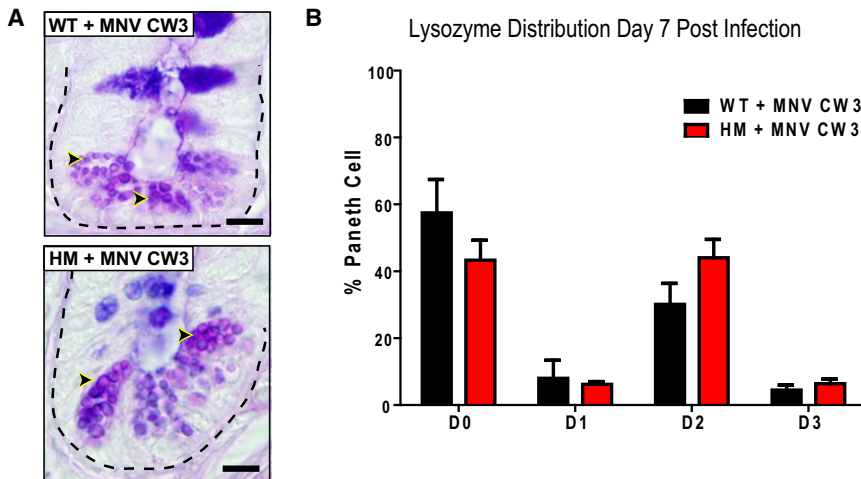 A
WT + MNV CW3
HM + MNV CW3
B
Lysozyme Distribution Day 7 Post Infection
% Paneth Cell
100
80
60
40
20
0
WT + MNV CW3
HM + MNV CW3
D0 D1 D2 D3